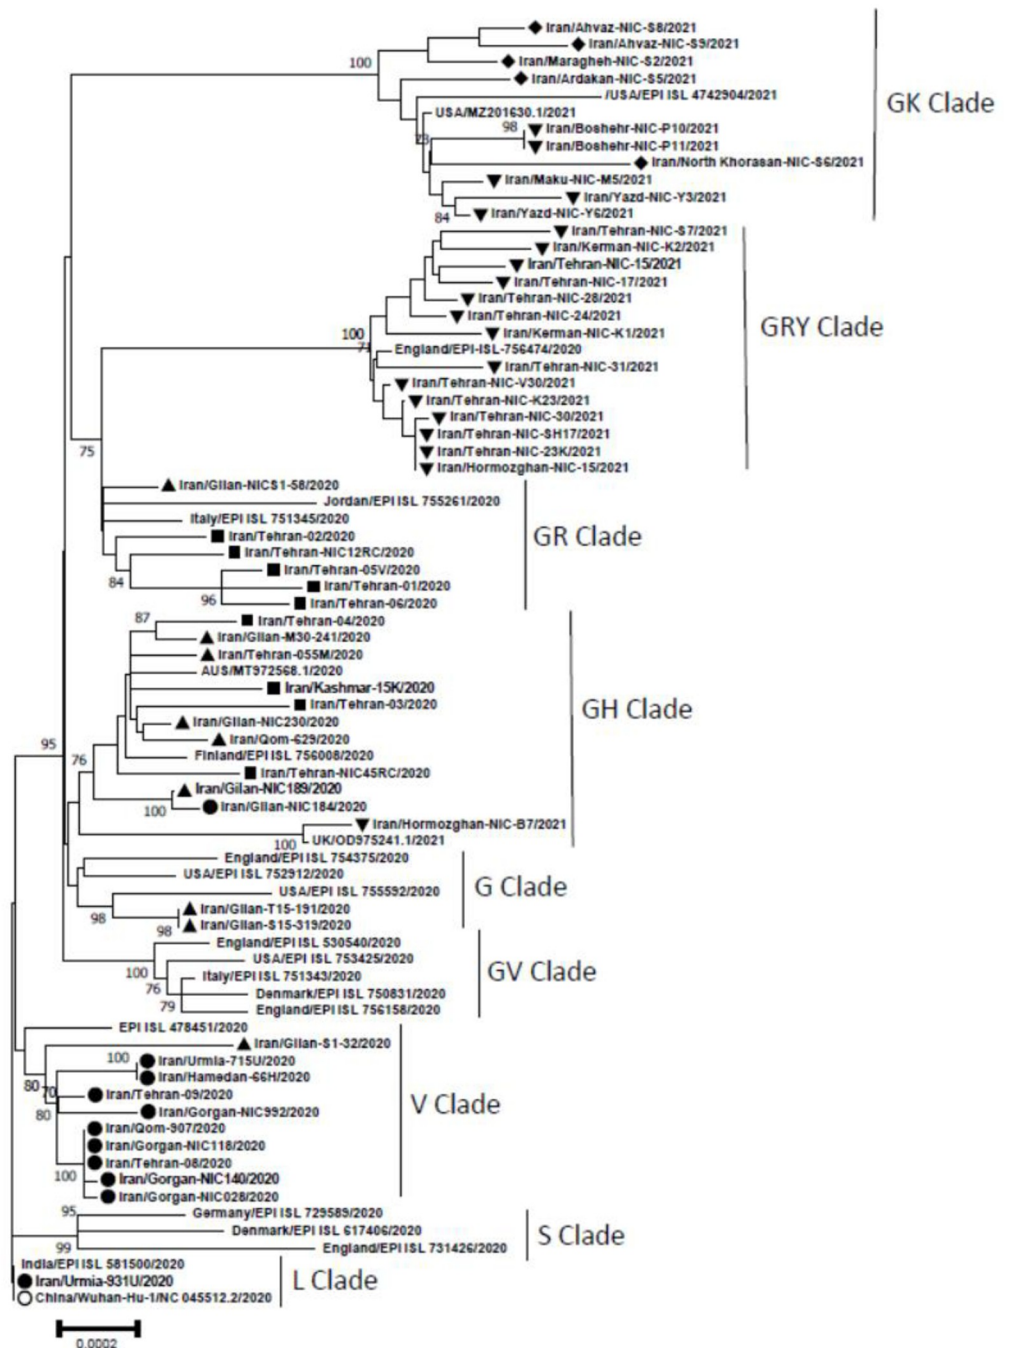 Iran/Ahvaz-NIC-S8/2021
Iran/Ahvaz-NIC-S9/2021
100
Iran/Maragheh-NIC-S2/2021
Iran/Ardakan-NIC-S5/2021
/USA/EPI ISL 4742904/2021
GK Clade
USA/MZ201630.1/2021
98
Iran/Boshehr-NIC-P10/2021
73
Iran/Boshehr-NIC-P11/2021
Iran/North Khorasan-NIC-S6/2021
Iran/Maku-NIC-M5/2021
Iran/Yazd-NIC-Y3/2021
84
Iran/Yazd-NIC-Y6/2021
Iran/Tehran-NIC-S7/2021
Iran/Kerman-NIC-K2/2021
Iran/Tehran-NIC-15/2021
Iran/Tehran-NIC-17/2021
Iran/Tehran-NIC-28/2021
Iran/Tehran-NIC-24/2021
GRY Clade
100
Iran/Kerman-NIC-K1/2021
71
England/EPI-ISL-756474/2020
Iran/Tehran-NIC-31/2021
Iran/Tehran-NIC-V30/2021
Iran/Tehran-NIC-K23/2021
Iran/Tehran-NIC-30/2021
Iran/Tehran-NIC-SH17/2021
75
Iran/Tehran-NIC-23K/2021
Iran/Hormozghan-NIC-15/2021
Iran/Gilan-NICS1-58/2020
Jordan/EPI ISL 755261/2020
Italy/EPI ISL 751345/2020
Iran/Tehran-02/2020
GR Clade
Iran/Tehran-NIC12RC/2020
Iran/Tehran-05V/2020
84
Iran/Tehran-01/2020
96
Iran/Tehran-06/2020
87
Iran/Tehran-04/2020
Iran/Gilan-M30-241/2020
Iran/Tehran-055M/2020
AUS/MT972568.1/2020
Iran/Kashmar-15K/2020
Iran/Tehran-03/2020
GH Clade
Iran/Gilan-NIC230/2020
Iran/Qom-629/2020
95
76
Finland/EPI ISL 756008/2020
Iran/Tehran-NIC45RC/2020
Iran/Gilan-NIC189/2020
100
Iran/Gilan-NIC184/2020
Iran/Hormozghan-NIC-B7/2021
100
UK/OD975241.1/2021
England/EPI ISL 754375/2020
USA/EPI ISL 752912/2020
G Clade
USA/EPI ISL 755592/2020
98
Iran/Gilan-T15-191/2020
98
Iran/Gilan-S15-319/2020
England/EPI ISL 530540/2020
USA/EPI ISL 753425/2020
100
Italy/EPI ISL 751343/2020
GV Clade
76
Denmark/EPI ISL 750831/2020
79
England/EPI ISL 756158/2020
EPI ISL 478451/2020
Iran/Gilan-S1-32/2020
100
Iran/Urmia-715U/2020
Iran/Hamedan-66H/2020
80
70
Iran/Tehran-09/2020
V Clade
80
Iran/Gorgan-NIC992/2020
Iran/Qom-907/2020
Iran/Gorgan-NIC118/2020
Iran/Tehran-08/2020
100
Iran/Gorgan-NIC140/2020
Iran/Gorgan-NIC028/2020
95
Germany/EPI ISL 729589/2020
Denmark/EPI ISL 617406/2020
S Clade
99
England/EPI ISL 731426/2020
India/EPI ISL 581500/2020
Iran/Urmia-931U/2020
L Clade
China/Wuhan-Hu-1/NC 045512.2/2020
0.0002